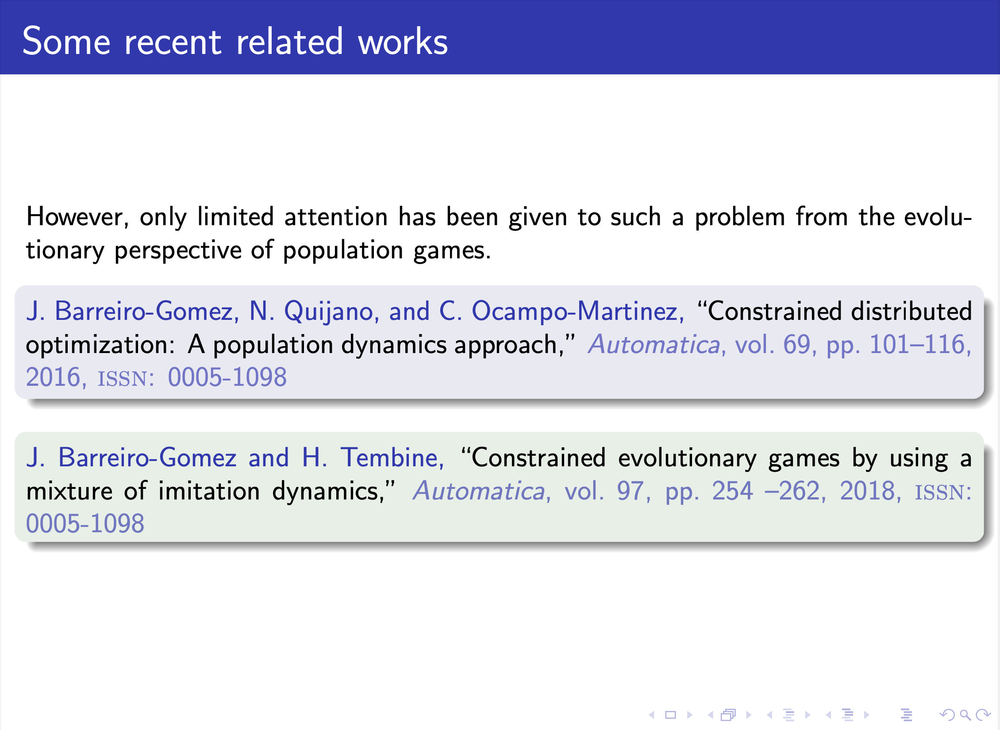 Some recent related works
However, only limited attention has been given to such a problem from the evolu-
tionary perspective of population games.
J. Barreiro-Gomez, N. Quijano, and C. Ocampo-Martinez, “Constrained distributed
optimization: A population dynamics approach,” Automatica, vol. 69, pp. 101–116,
2016, ISSN: 0005-1098
J. Barreiro-Gomez and H. Tembine, “Constrained evolutionary games by using a
mixture of imitation dynamics,” Automatica, vol. 97, pp. 254 –262, 2018, ISSN:
0005-1098